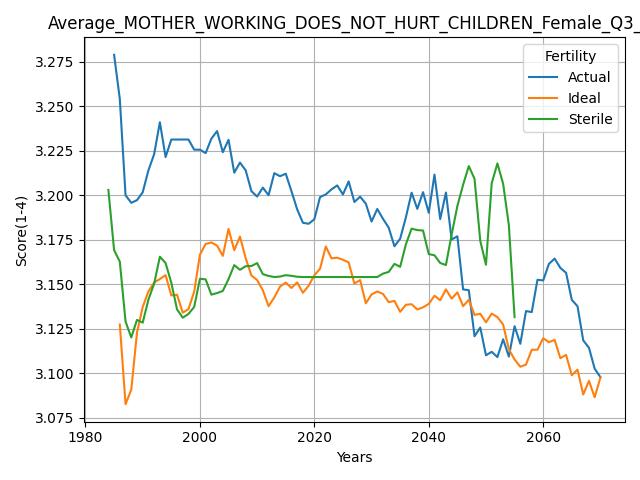 Average_MOTHER_WORKING_DOES_NOT_HURT_CHILDREN_Female_Q3_
Fertility
Actual
Ideal
Sterile
Score(1-4)
3.275
3.250
3.225
3.200
3.175
3.150
3.125
3.100
3.075
1980 2000 2020 2040 2060
Years